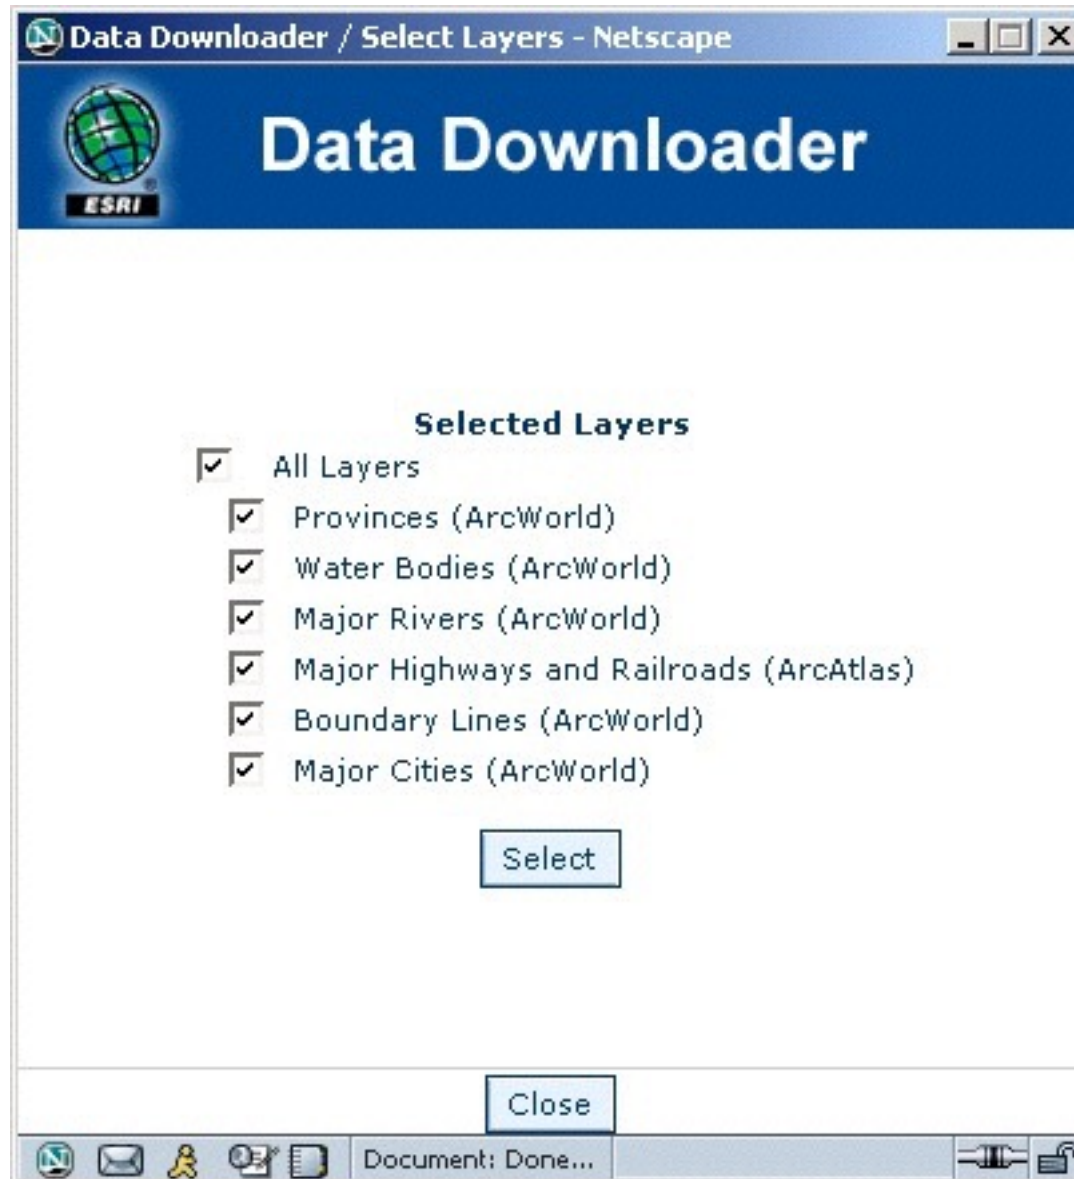 Data Downloader / Select Layers - Netscape
ESRI
®
Data Downloader
Selected Layers
All Layers
Provinces (ArcWorld)
Water Bodies (ArcWorld)
Major Rivers (ArcWorld)
Major Highways and Railroads (ArcAtlas)
Boundary Lines (ArcWorld)
Major Cities (ArcWorld)
Select
Close
Document: Done...